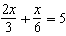 2x/3 + x/6 = 5